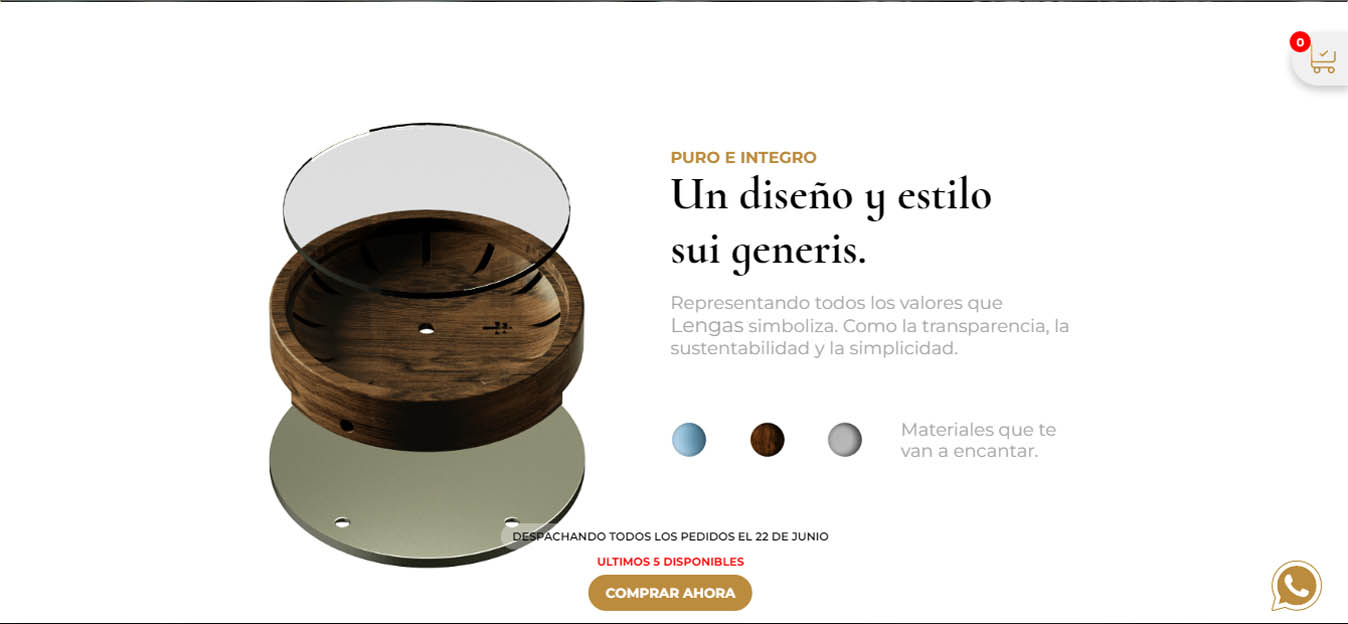 0
PURO E INTEGRO
Un diseño y estilo
sui generis.
Representando todos los valores que
Lengas simboliza. Como la transparencia, la
sustentabilidad y la simplicidad.
Materiales que te
van a encantar.
DESPACHANDO TODOS LOS PEDIDOS EL 22 DE JUNIO
ULTIMOS 5 DISPONIBLES
COMPRAR AHORA